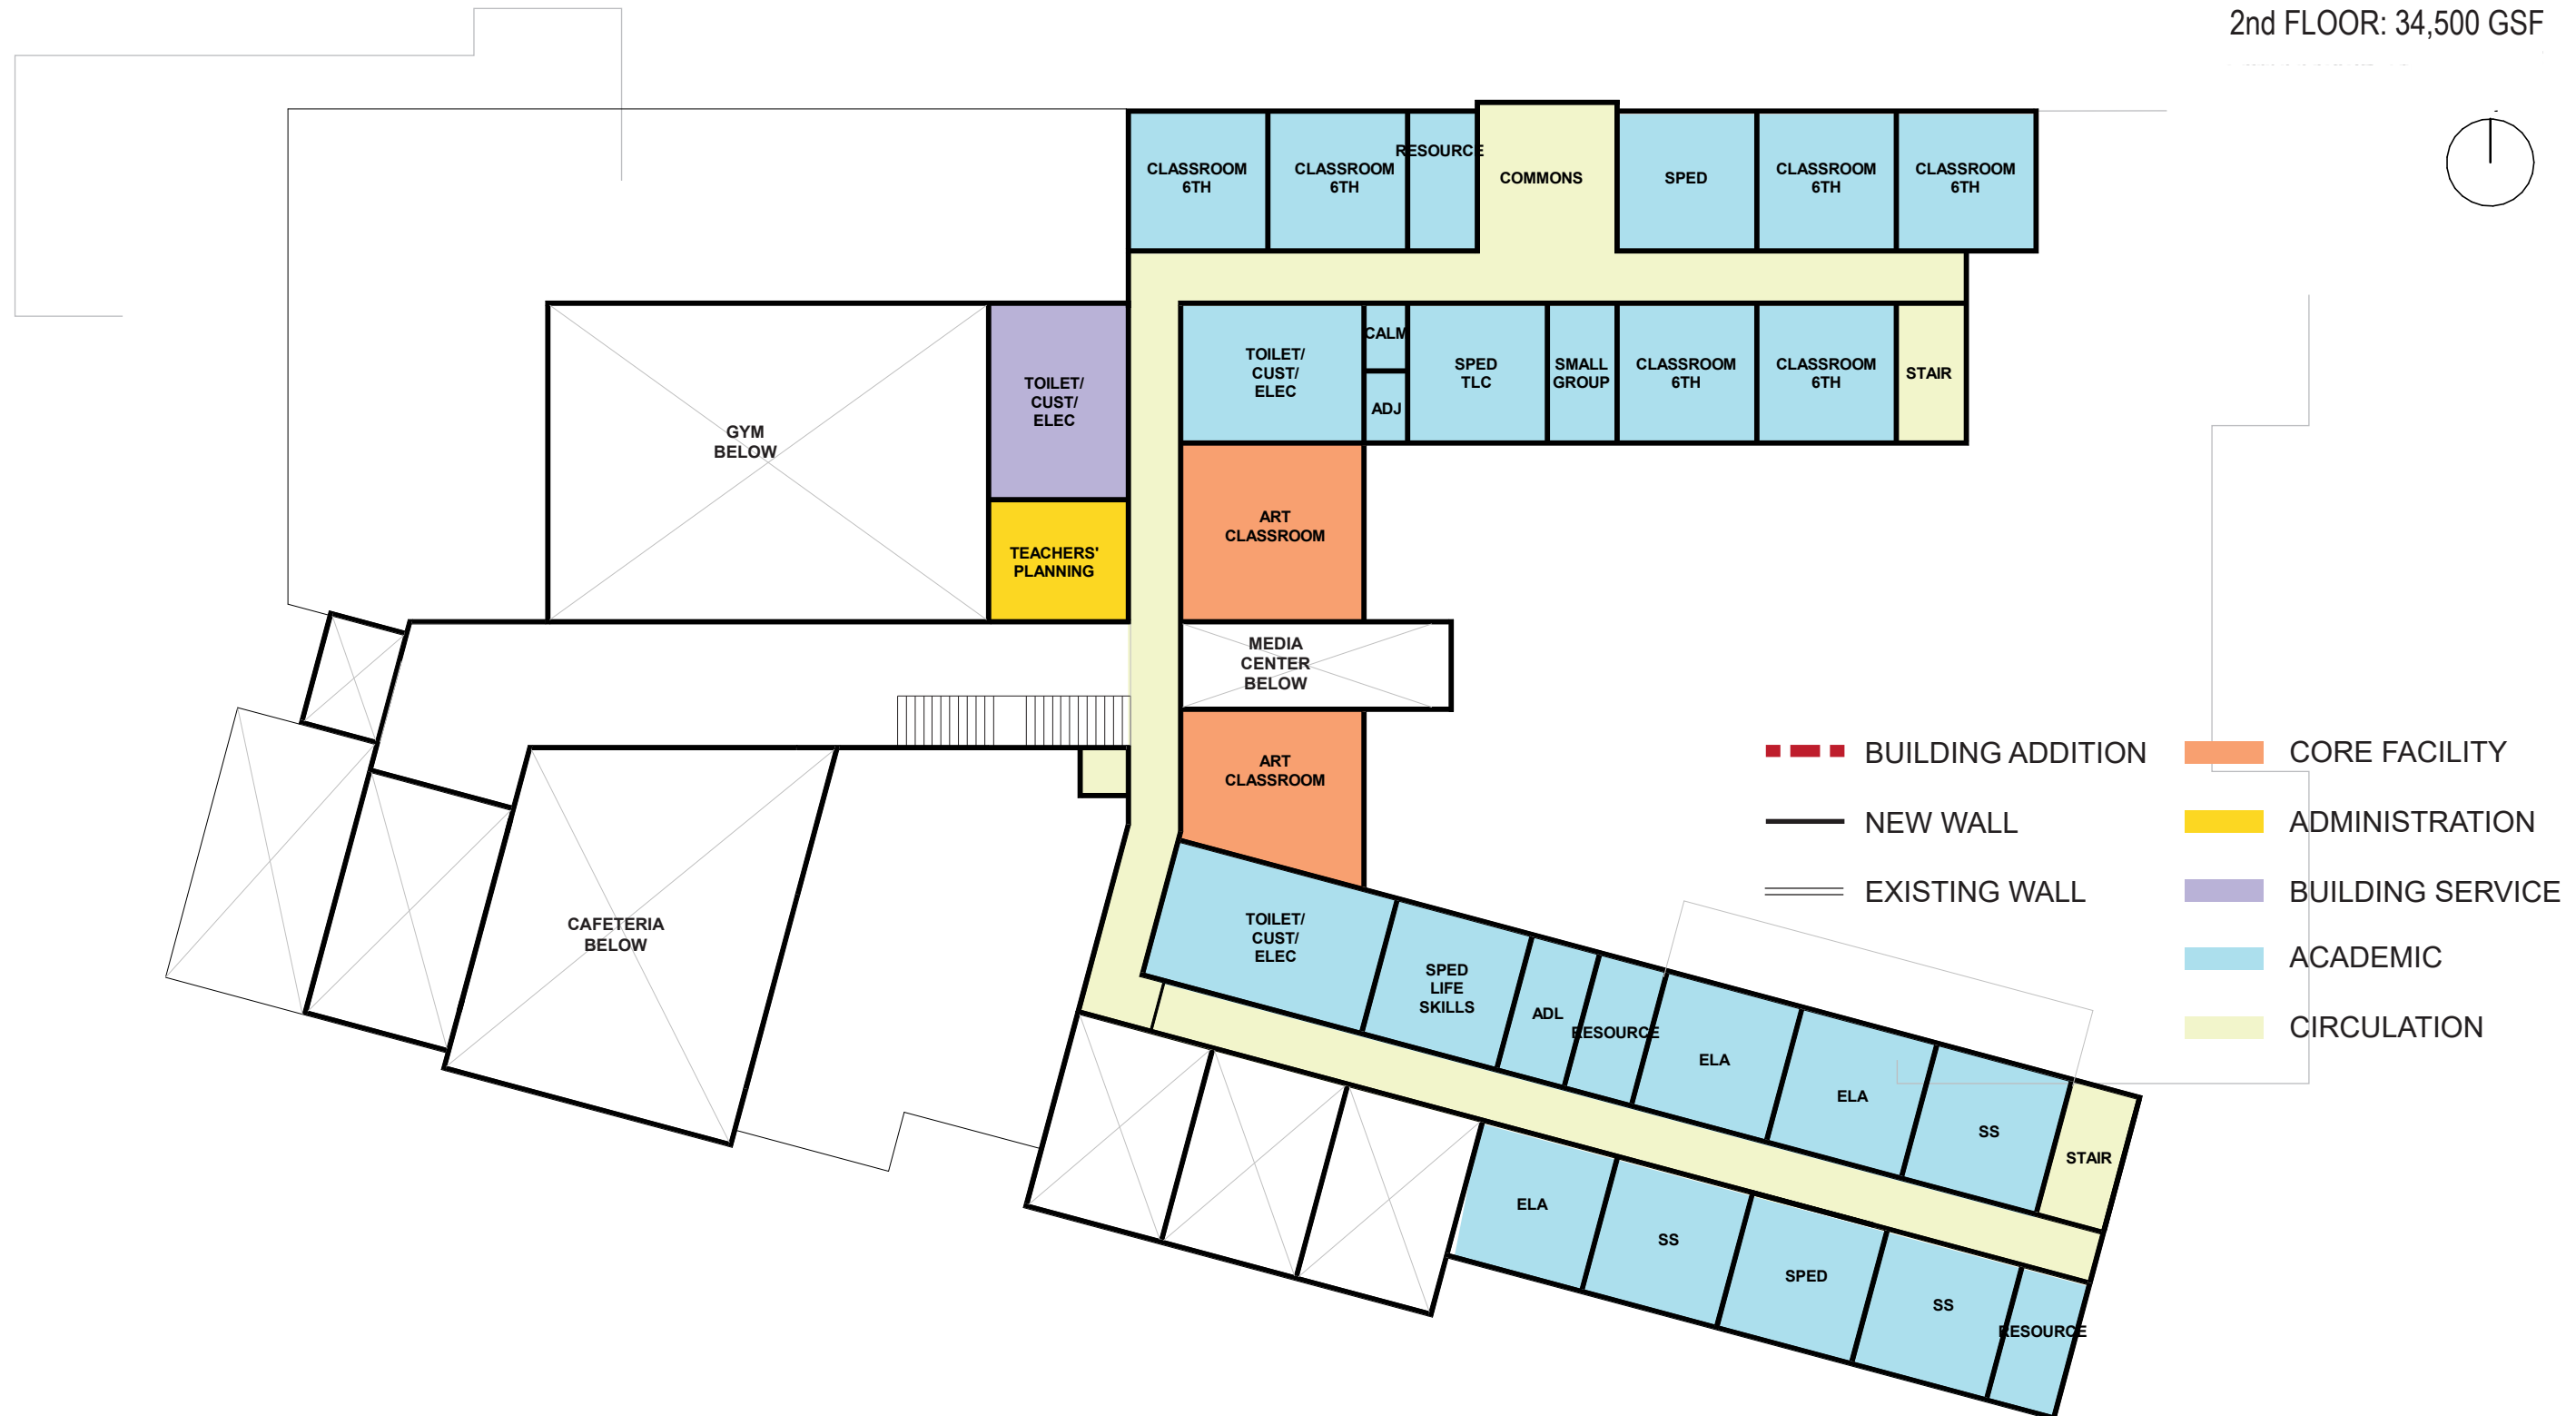 2nd FLOOR: 34,500 GSF
CLASSROOM
6TH
CLASSROOM
6TH
RESOURCE
COMMONS
SPED
CLASSROOM
6TH
CLASSROOM
6TH
TOILET/
CUST/
ELEC
TOILET/
CUST/
ELEC
CALM
ADJ
SPED
TLC
SMALL
GROUP
CLASSROOM
6TH
CLASSROOM
6TH
STAIR
GYM
BELOW
TEACHERS'
PLANNING
ART
CLASSROOM
MEDIA
CENTER
BELOW
ART
CLASSROOM
CAFETERIA
BELOW
TOILET/
CUST/
ELEC
SPED
LIFE
SKILLS
ADL
RESOURCE
ELA
ELA
SS
STAIR
ELA
SS
SPED
SS
RESOURCE
BUILDING ADDITION
NEW WALL
EXISTING WALL
CORE FACILITY
ADMINISTRATION
BUILDING SERVICE
ACADEMIC
CIRCULATION